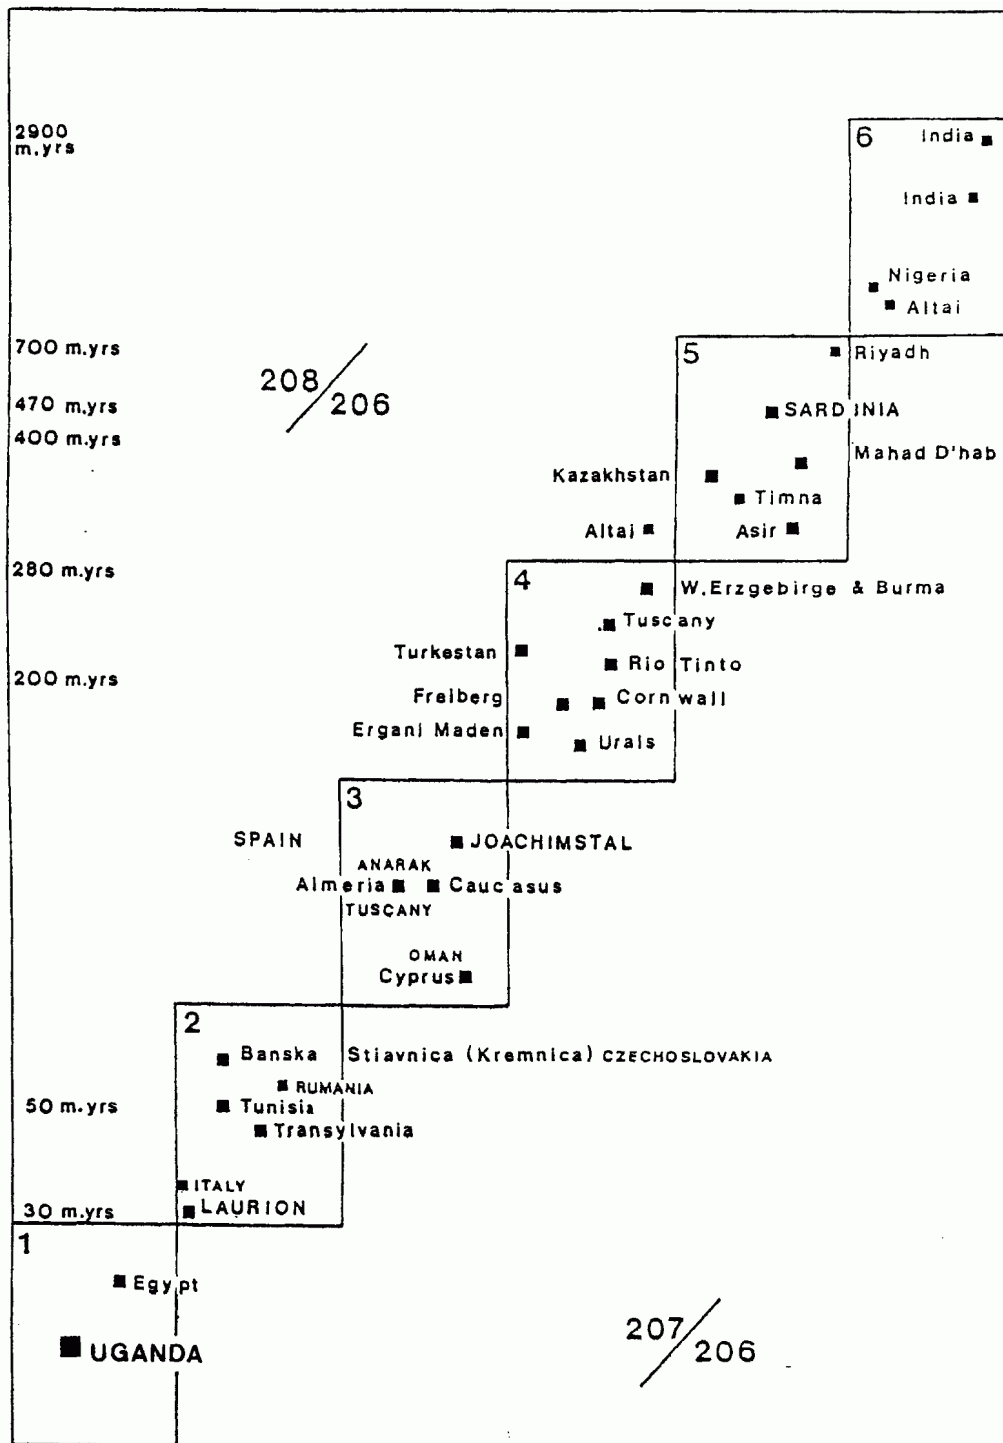 2900
m.yrs
6
India
India
Nigeria
Altai
700 m.yrs
5
Riyadh
208/206
470 m.yrs
SARDINIA
400 m.yrs
Mahad D'hab
Kazakhstan
Timna
Altai
Asir
280 m.yrs
4
W.Erzgebirge & Burma
Tuscany
Turkestan
Rio Tinto
200 m.yrs
Freiberg
Cornwall
Ergani Maden
Urals
3
SPAIN
JOACHIMSTAL
ANARAK
Almeria
Caucasus
TUSCANY
OMAN
Cyprus
2
Banska Stiavnica (Kremnica) CZECHOSLOVAKIA
RUMANIA
50 m.yrs
Tunisia
Transylvania
ITALY
30 m.yrs
LAURION
1
Egypt
207/206
UGANDA